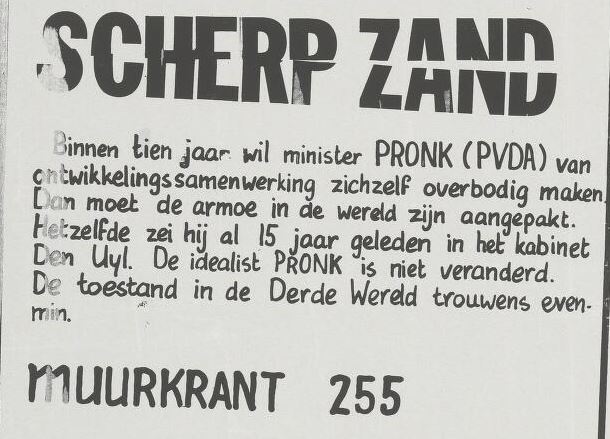 SCHERP ZAND
Binnen tien jaar wil minister PRONK (PVDA) van
ontwikkelingssamenwerking zichzelf overbodig maken.
Dan moet de armoe in de wereld zijn aangepakt.
Hetzelfde zei hij al 15 jaar geleden in het kabinet
Den Uyl. De idealist PRONK is niet veranderd.
De toestand in de Derde Wereld trouwens even-
min.
MUURKRANT 255